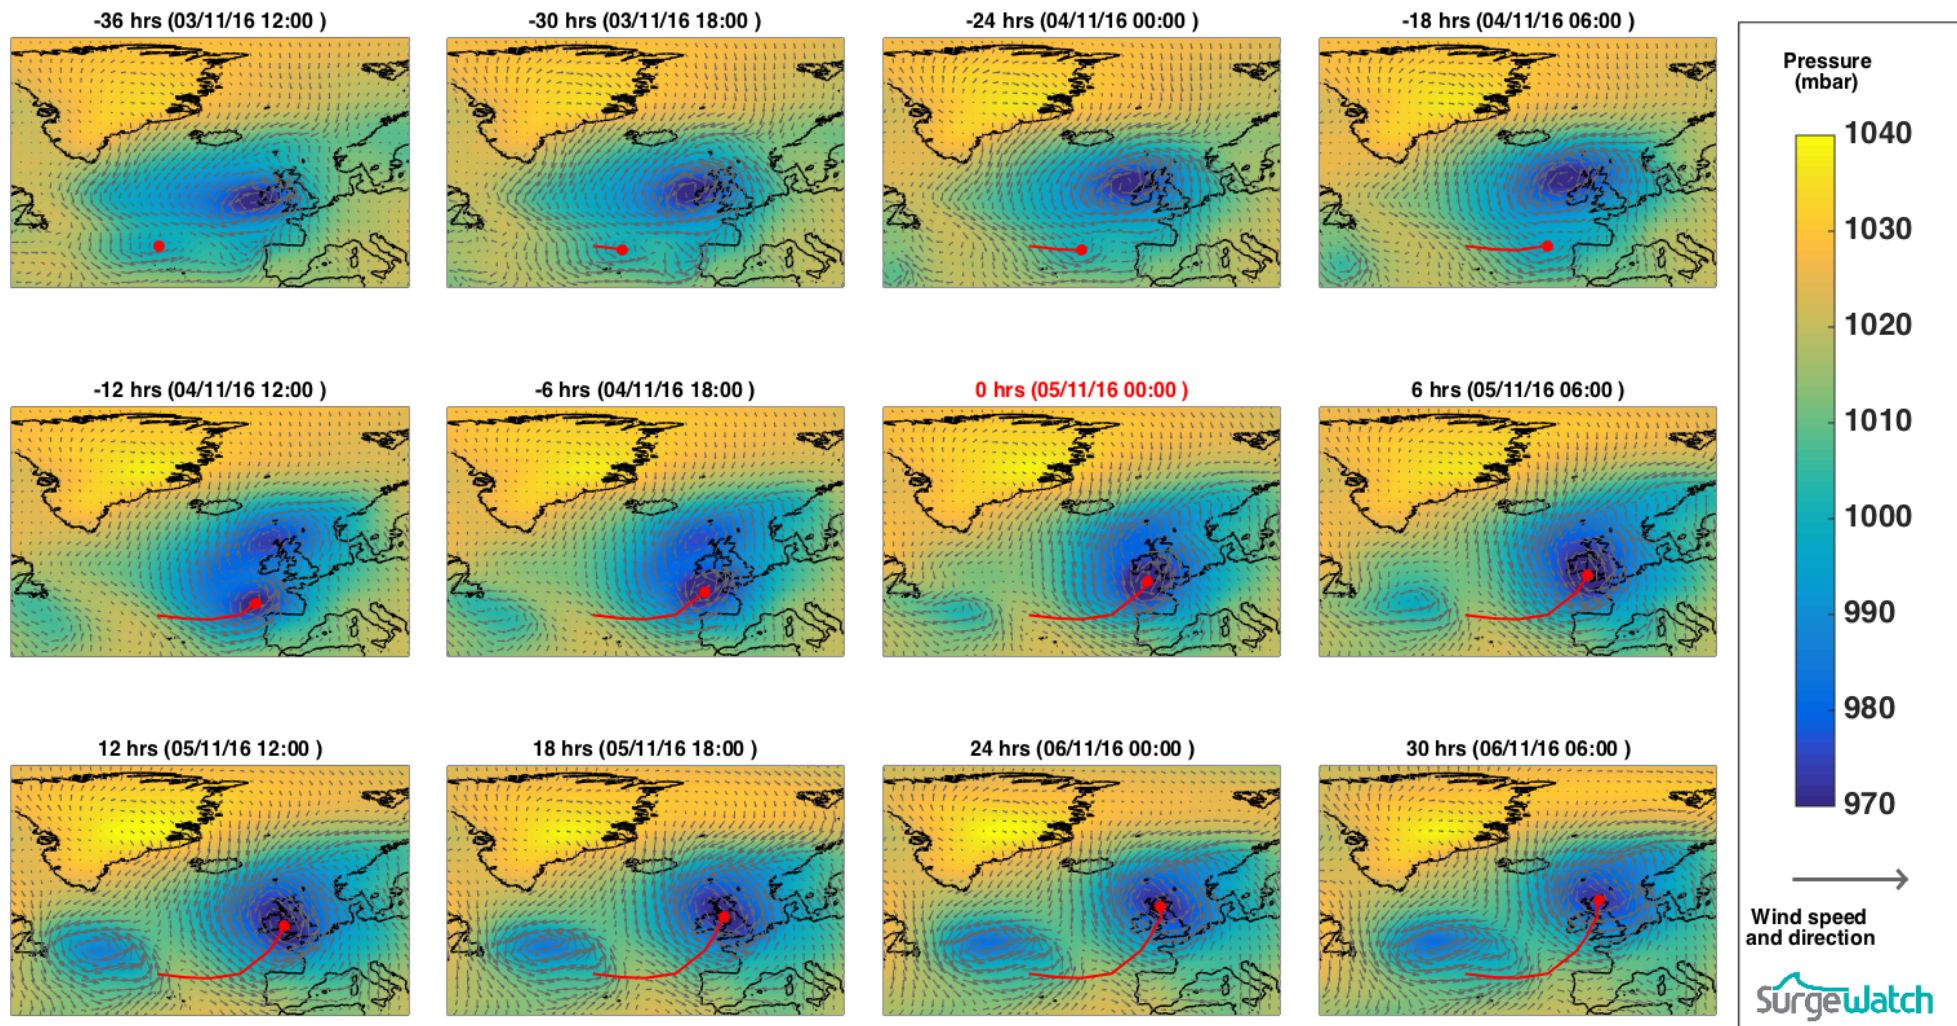 -36 hrs (03/11/16 12:00 )
-30 hrs (03/11/16 18:00 )
-24 hrs (04/11/16 00:00 )
-18 hrs (04/11/16 06:00 )
-12 hrs (04/11/16 12:00 )
-6 hrs (04/11/16 18:00 )
0 hrs (05/11/16 00:00 )
6 hrs (05/11/16 06:00 )
12 hrs (05/11/16 12:00 )
18 hrs (05/11/16 18:00 )
24 hrs (06/11/16 00:00 )
30 hrs (06/11/16 06:00 )
Pressure
(mbar)
1040
1030
1020
1010
1000
990
980
970
Wind speed
and direction
SurgeWatch